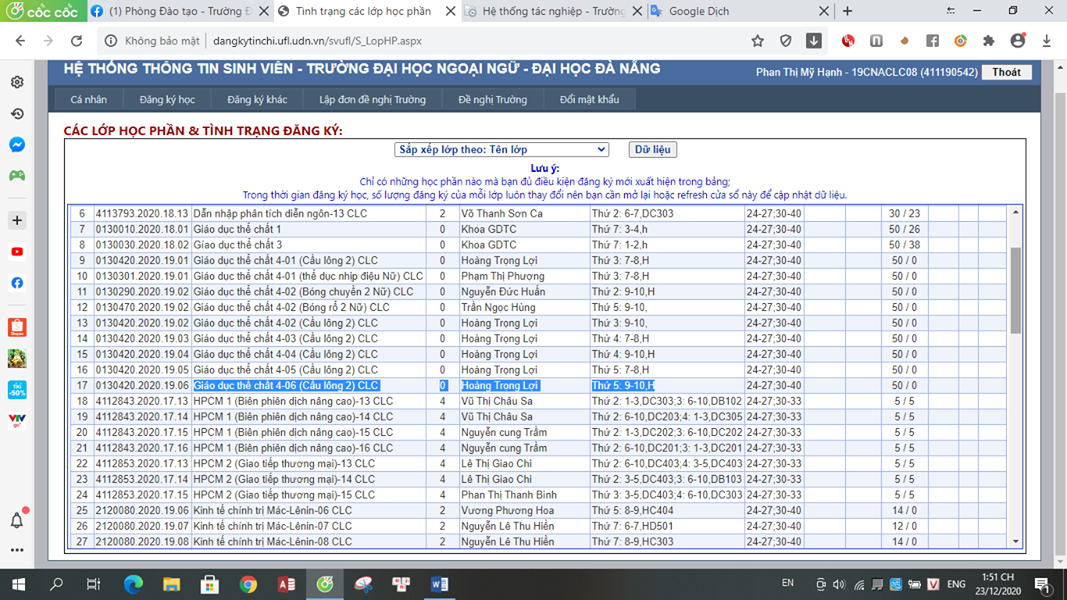 cốc cốc
(1) Phòng Đào tạo - Trường Đ
Tình trạng các lớp học phần
Hệ thống tác nghiệp - Trường
Google Dịch
Không bảo mật | dangkytinchi.ufl.udn.vn/svufl/S_LopHP.aspx
HỆ THỐNG THÔNG TIN SINH VIÊN - TRƯỜNG ĐẠI HỌC NGOẠI NGỮ - ĐẠI HỌC ĐÀ NẴNG
Phan Thị Mỹ Hạnh - 19CNACLC08 (411190542) Thoát
Cá nhân Đăng ký học Đăng ký khác Lập đơn đề nghị Trường Đề nghị Trường Đổi mật khẩu
CÁC LỚP HỌC PHẦN & TÌNH TRẠNG ĐĂNG KÝ:
Sắp xếp lớp theo: Tên lớp Dữ liệu
Lưu ý:
Chỉ có những học phần nào mà bạn đủ điều kiện đăng ký mới xuất hiện trong bảng;
Trong thời gian đăng ký học, số lượng đăng ký của mỗi lớp luôn thay đổi nên bạn cần mở lại hoặc refresh cửa sổ này để cập nhật dữ liệu.
6 4113793.2020.18.13 Dẫn nhập phân tích diễn ngôn-13 CLC 2 Võ Thanh Sơn Ca Thứ 2: 6-7,DC303 24-27;30-40 30 / 23
7 0130010.2020.18.01 Giáo dục thể chất 1 0 Khoa GDTC Thứ 7: 3-4,h 24-27;30-40 50 / 26
8 0130030.2020.18.02 Giáo dục thể chất 3 0 Khoa GDTC Thứ 7: 1-2,h 24-27;30-40 50 / 38
9 0130420.2020.19.01 Giáo dục thể chất 4-01 (Cầu lông 2) CLC 0 Hoàng Trọng Lợi Thứ 3: 7-8,H 24-27;30-40 50 / 0
10 0130301.2020.19.01 Giáo dục thể chất 4-01 (thể dục nhịp điệu Nữ) CLC 0 Phạm Thị Phượng Thứ 3: 7-8,H 24-27;30-40 50 / 0
11 0130290.2020.19.02 Giáo dục thể chất 4-02 (Bóng chuyền 2 Nữ) CLC 0 Nguyễn Đức Huấn Thứ 2: 9-10,H 24-27;30-40 50 / 0
12 0130470.2020.19.02 Giáo dục thể chất 4-02 (Bóng rổ 2 Nữ) CLC 0 Trần Ngọc Hùng Thứ 5: 9-10, 24-27;30-40 50 / 0
13 0130420.2020.19.02 Giáo dục thể chất 4-02 (Cầu lông 2) CLC 0 Hoàng Trọng Lợi Thứ 3: 9-10, 24-27;30-40 50 / 0
14 0130420.2020.19.03 Giáo dục thể chất 4-03 (Cầu lông 2) CLC 0 Hoàng Trọng Lợi Thứ 4: 7-8,H 24-27;30-40 50 / 0
15 0130420.2020.19.04 Giáo dục thể chất 4-04 (Cầu lông 2) CLC 0 Hoàng Trọng Lợi Thứ 4: 9-10,H 24-27;30-40 50 / 0
16 0130420.2020.19.05 Giáo dục thể chất 4-05 (Cầu lông 2) CLC 0 Hoàng Trọng Lợi Thứ 5: 7-8,H 24-27;30-40 50 / 0
17 0130420.2020.19.06 Giáo dục thể chất 4-06 (Cầu lông 2) CLC 0 Hoàng Trọng Lợi Thứ 5: 9-10,H 24-27;30-40 50 / 0
18 4112843.2020.17.13 HPCM 1 (Biên phiên dịch nâng cao)-13 CLC 4 Vũ Thị Châu Sa Thứ 2: 1-3,DC303;3: 6-10,DB102 24-27;30-33 5 / 5
19 4112843.2020.17.14 HPCM 1 (Biên phiên dịch nâng cao)-14 CLC 4 Vũ Thị Châu Sa Thứ 2: 6-10,DC203;4: 1-3,DC305 24-27;30-33 5 / 5
20 4112843.2020.17.15 HPCM 1 (Biên phiên dịch nâng cao)-15 CLC 4 Nguyễn cung Trầm Thứ 2: 1-3,DC202;3: 6-10,DC202 24-27;30-33 5 / 5
21 4112843.2020.17.16 HPCM 1 (Biên phiên dịch nâng cao)-16 CLC 4 Nguyễn cung Trầm Thứ 2: 6-10,DC201;3: 1-3,DC201 24-27;30-33 5 / 5
22 4112853.2020.17.13 HPCM 2 (Giao tiếp thương mại)-13 CLC 4 Lê Thị Giao Chi Thứ 2: 6-10,DC403;4: 3-5,DC403 24-27;30-33 5 / 5
23 4112853.2020.17.14 HPCM 2 (Giao tiếp thương mại)-14 CLC 4 Lê Thị Giao Chi Thứ 2: 3-5,DC403;3: 6-10,DC403 24-27;30-33 5 / 5
24 4112853.2020.17.15 HPCM 2 (Giao tiếp thương mại)-15 CLC 4 Phan Thị Thanh Bình Thứ 3: 3-5,DC303;4: 6-10,DC303 24-27;30-33 5 / 5
25 2120080.2020.19.06 Kinh tế chính trị Mác-Lênin-06 CLC 2 Vương Phương Hoa Thứ 5: 8-9,HC404 24-27;30-40 14 / 0
26 2120080.2020.19.07 Kinh tế chính trị Mác-Lênin-07 CLC 2 Nguyễn Lê Thu Hiền Thứ 7: 6-7,HD501 24-27;30-40 12 / 0
27 2120080.2020.19.08 Kinh tế chính trị Mác-Lênin-08 CLC 2 Nguyễn Lê Thu Hiền Thứ 7: 8-9,HC303 24-27;30-40 14 / 0
EN
ENG
1:51 CH
23/12/2020